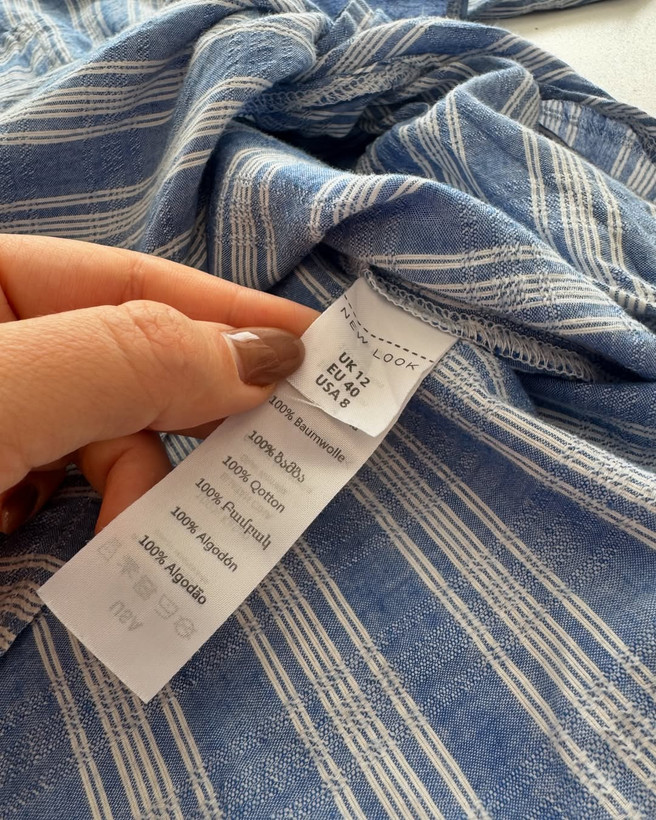 NEW LOOK
UK 12
EU 40
USA 8
100% Baumwolle
100% ბამბა
100% Qotton
100% Բամբակ
100% Algodón
100% Algodão